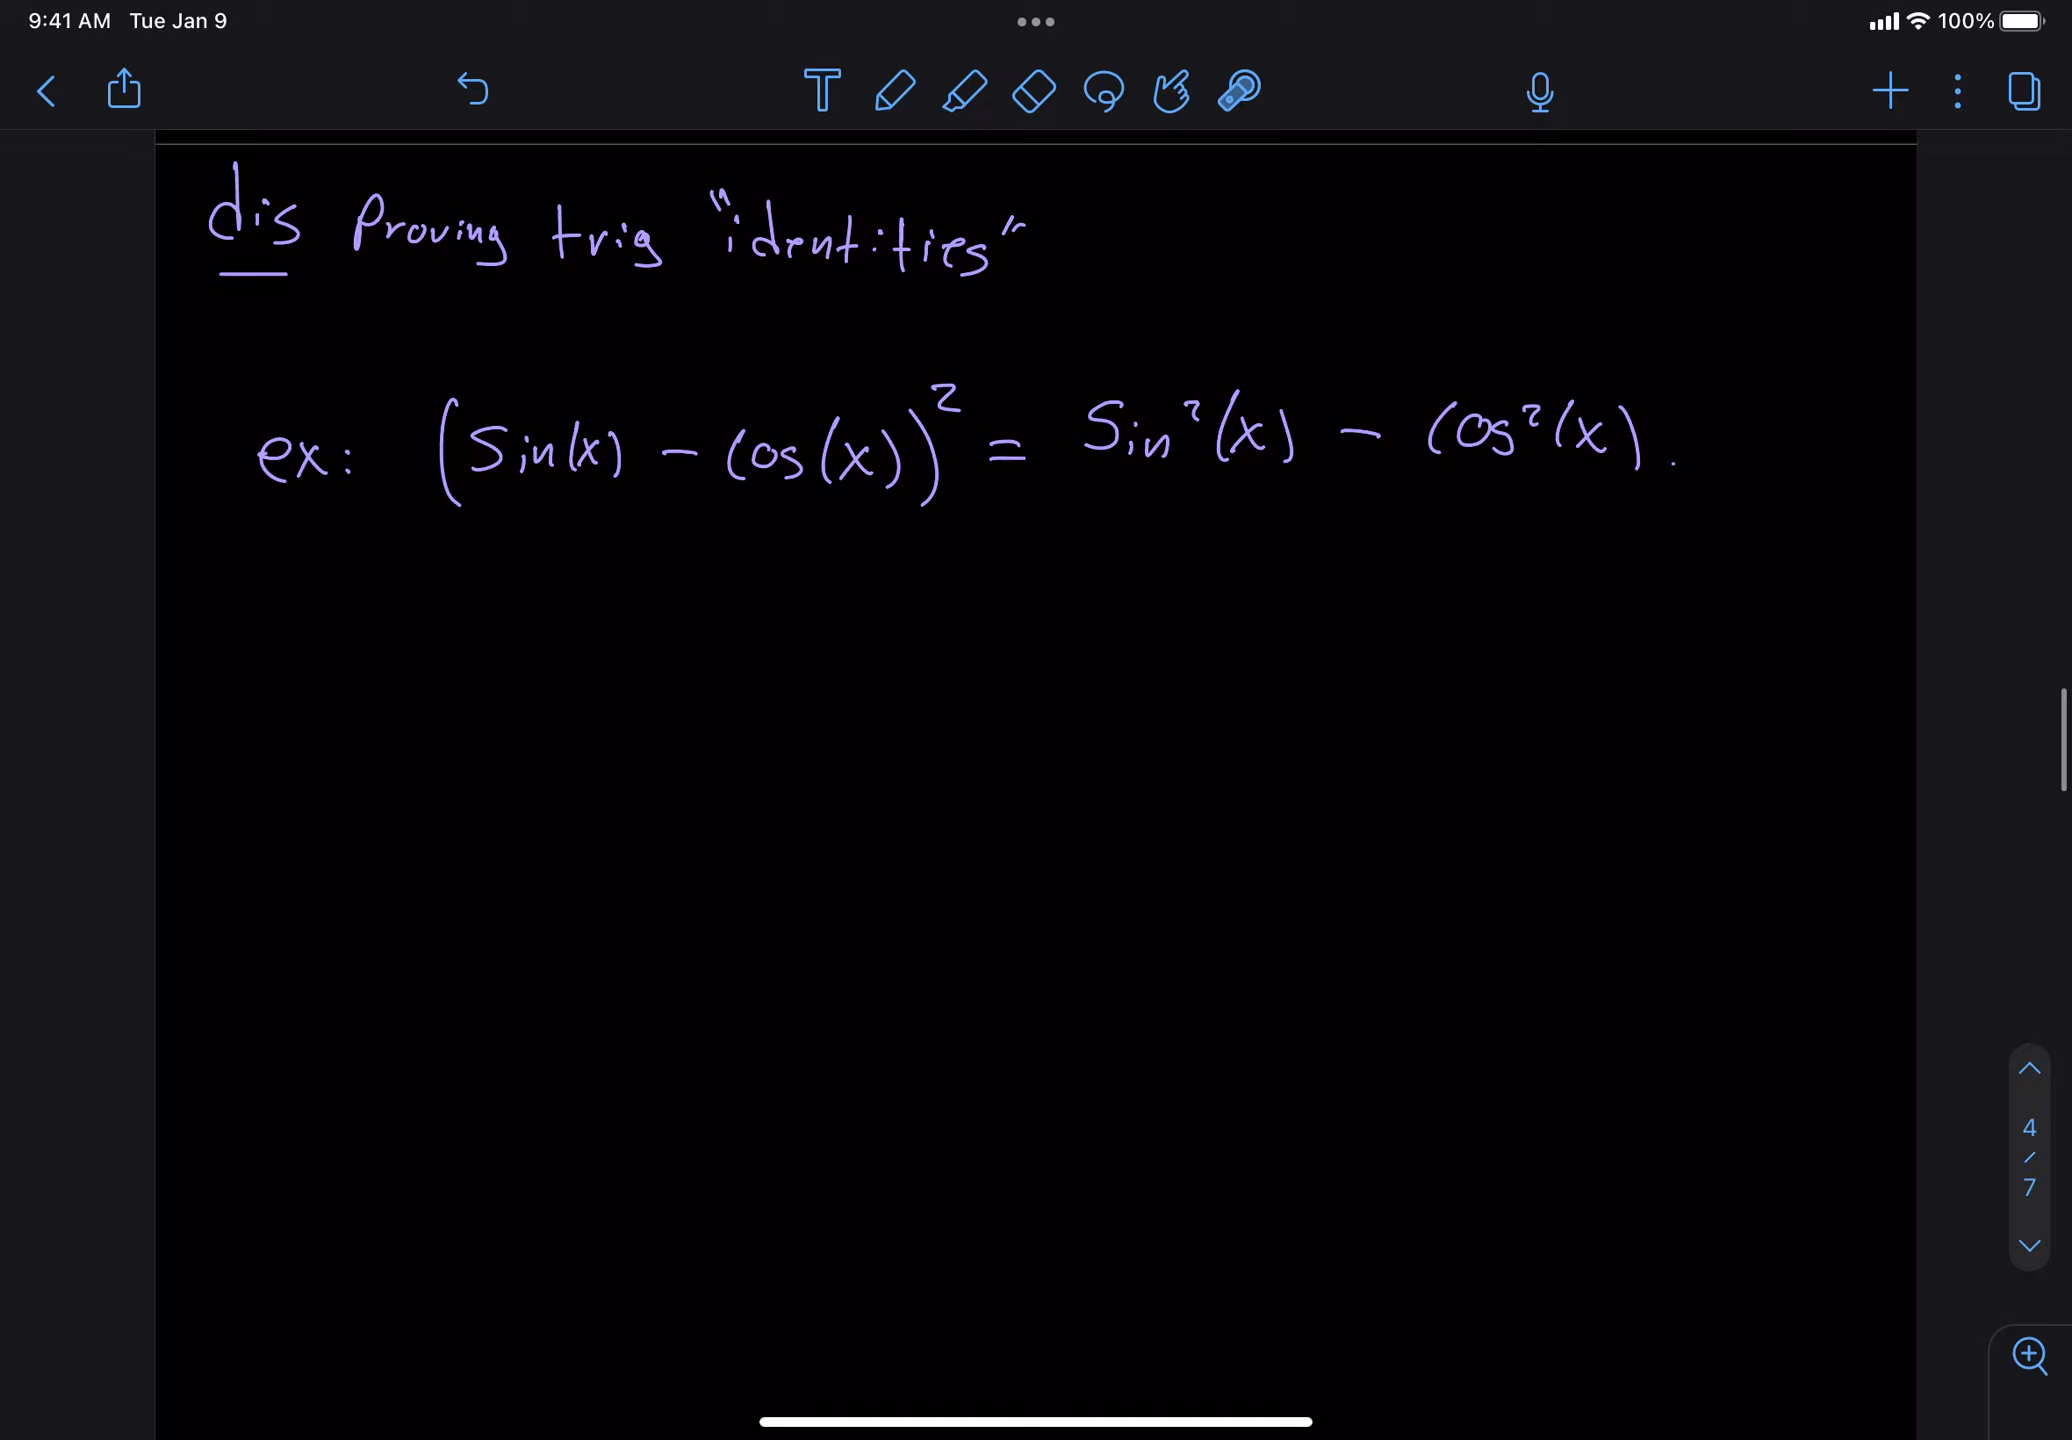 9:41 AM Tue Jan 9 100%
dis Proving trig "identities"
ex: (Sin(x) - Cos(x))² = Sin²(x) - Cos²(x).
4
/
7